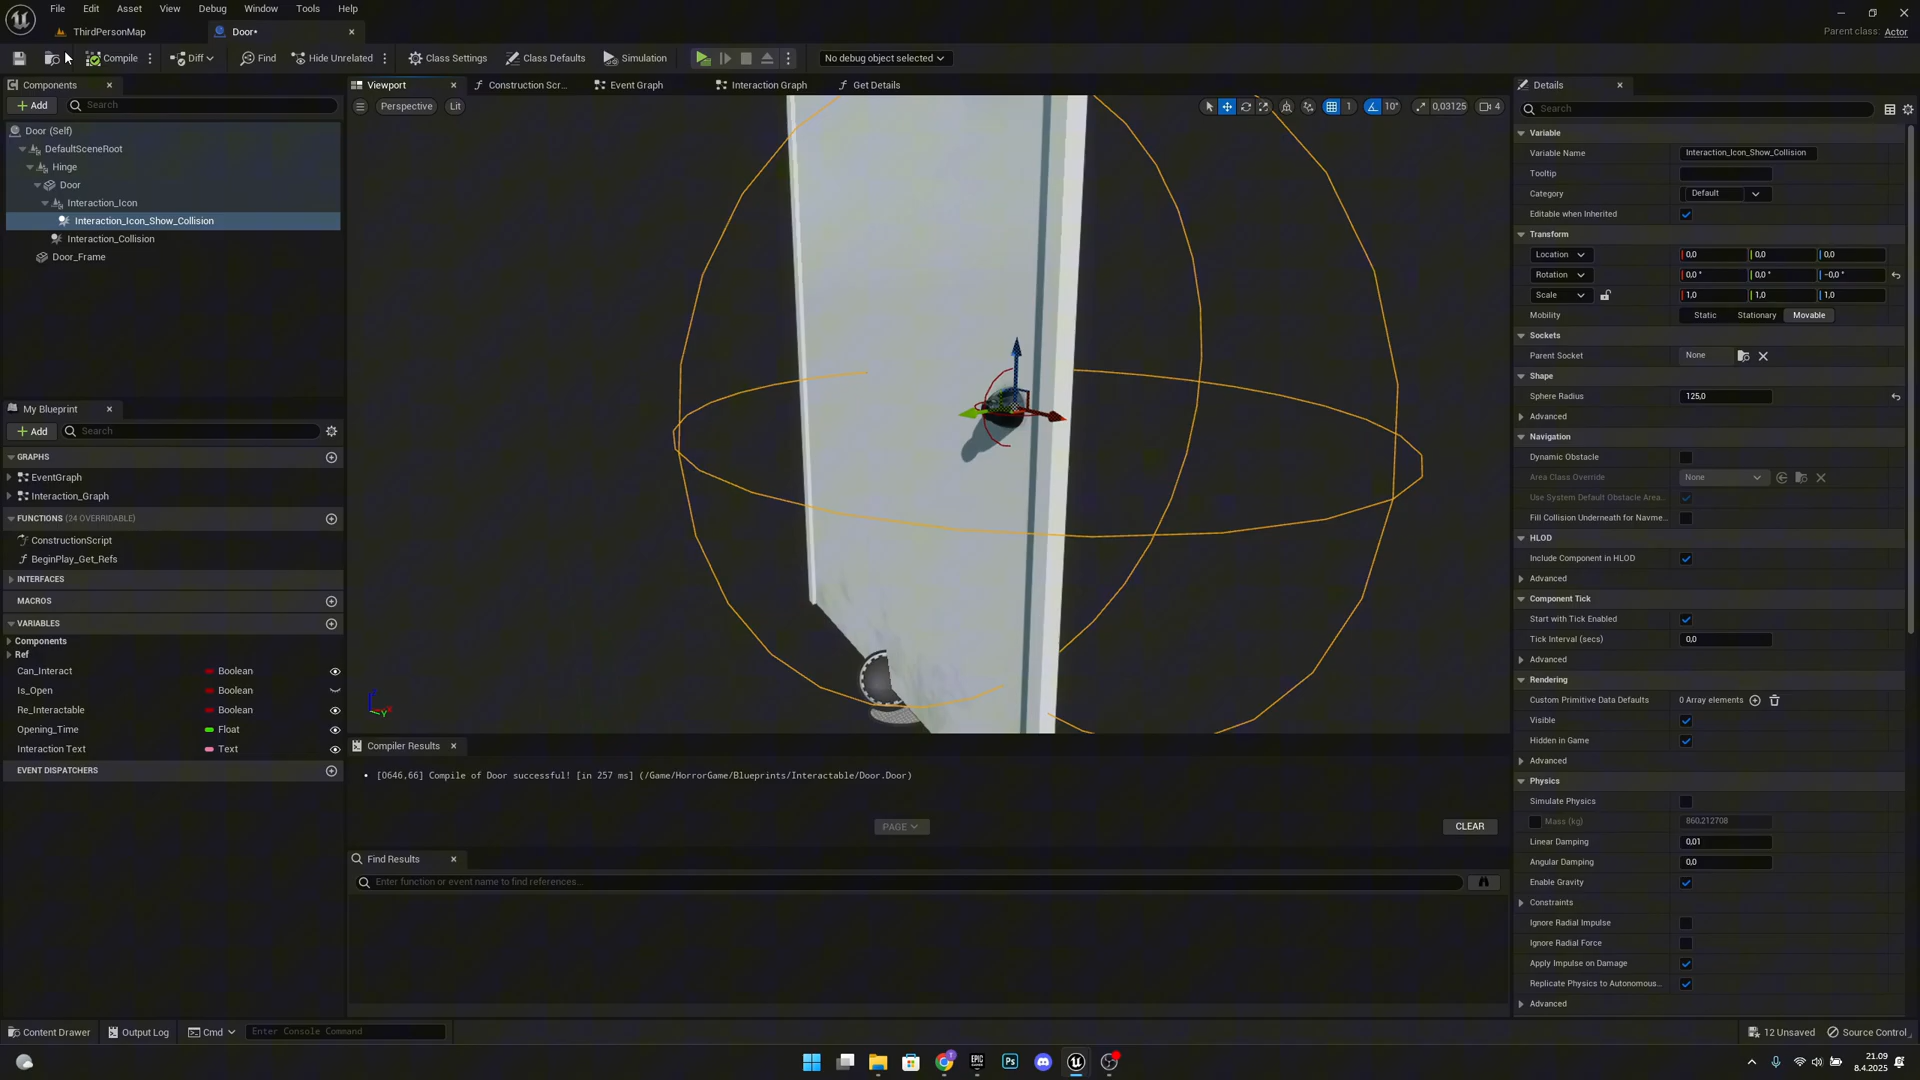 File Edit Asset View Debug Window Tools Help
ThirdPersonMap Door•
Parent class: Actor
Compile Diff Find Hide Unrelated Class Settings Class Defaults Simulation No debug object selected
Components
Add Search
Door (Self)
DefaultSceneRoot
Hinge
Door
Interaction_Icon
Interaction_Icon_Show_Collision
Interaction_Collision
Door_Frame
My Blueprint
Add Search
GRAPHS
EventGraph
Interaction_Graph
FUNCTIONS (24 OVERRIDABLE)
ConstructionScript
BeginPlay_Get_Refs
INTERFACES
MACROS
VARIABLES
Components
Ref
Can_Interact Boolean
Is_Open Boolean
Re_Interactable Boolean
Opening_Time Float
Interaction Text Text
EVENT DISPATCHERS
Viewport Construction Scr... Event Graph Interaction Graph Get Details
Perspective Lit 1 10° 0,03125 4
Compiler Results
[0646,66] Compile of Door successful! [in 257 ms] (/Game/HorrorGame/Blueprints/Interactable/Door.Door)
PAGE CLEAR
Find Results
Enter function or event name to find references...
Details
Search
Variable
Variable Name Interaction_Icon_Show_Collision
Tooltip
Category Default
Editable when Inherited
Transform
Location 0,0 0,0 0,0
Rotation 0,0 ° 0,0 ° -0,0 °
Scale 1,0 1,0 1,0
Mobility Static Stationary Movable
Sockets
Parent Socket None
Shape
Sphere Radius 125,0
Advanced
Navigation
Dynamic Obstacle
Area Class Override None
Use System Default Obstacle Area...
Fill Collision Underneath for Navme...
HLOD
Include Component in HLOD
Advanced
Component Tick
Start with Tick Enabled
Tick Interval (secs) 0,0
Advanced
Rendering
Custom Primitive Data Defaults 0 Array elements
Visible
Hidden in Game
Advanced
Physics
Simulate Physics
Mass (kg) 860,212708
Linear Damping 0,01
Angular Damping 0,0
Enable Gravity
Constraints
Ignore Radial Impulse
Ignore Radial Force
Apply Impulse on Damage
Replicate Physics to Autonomous...
Advanced
Content Drawer Output Log Cmd Enter Console Command 12 Unsaved Source Control
21.09
8.4.2025